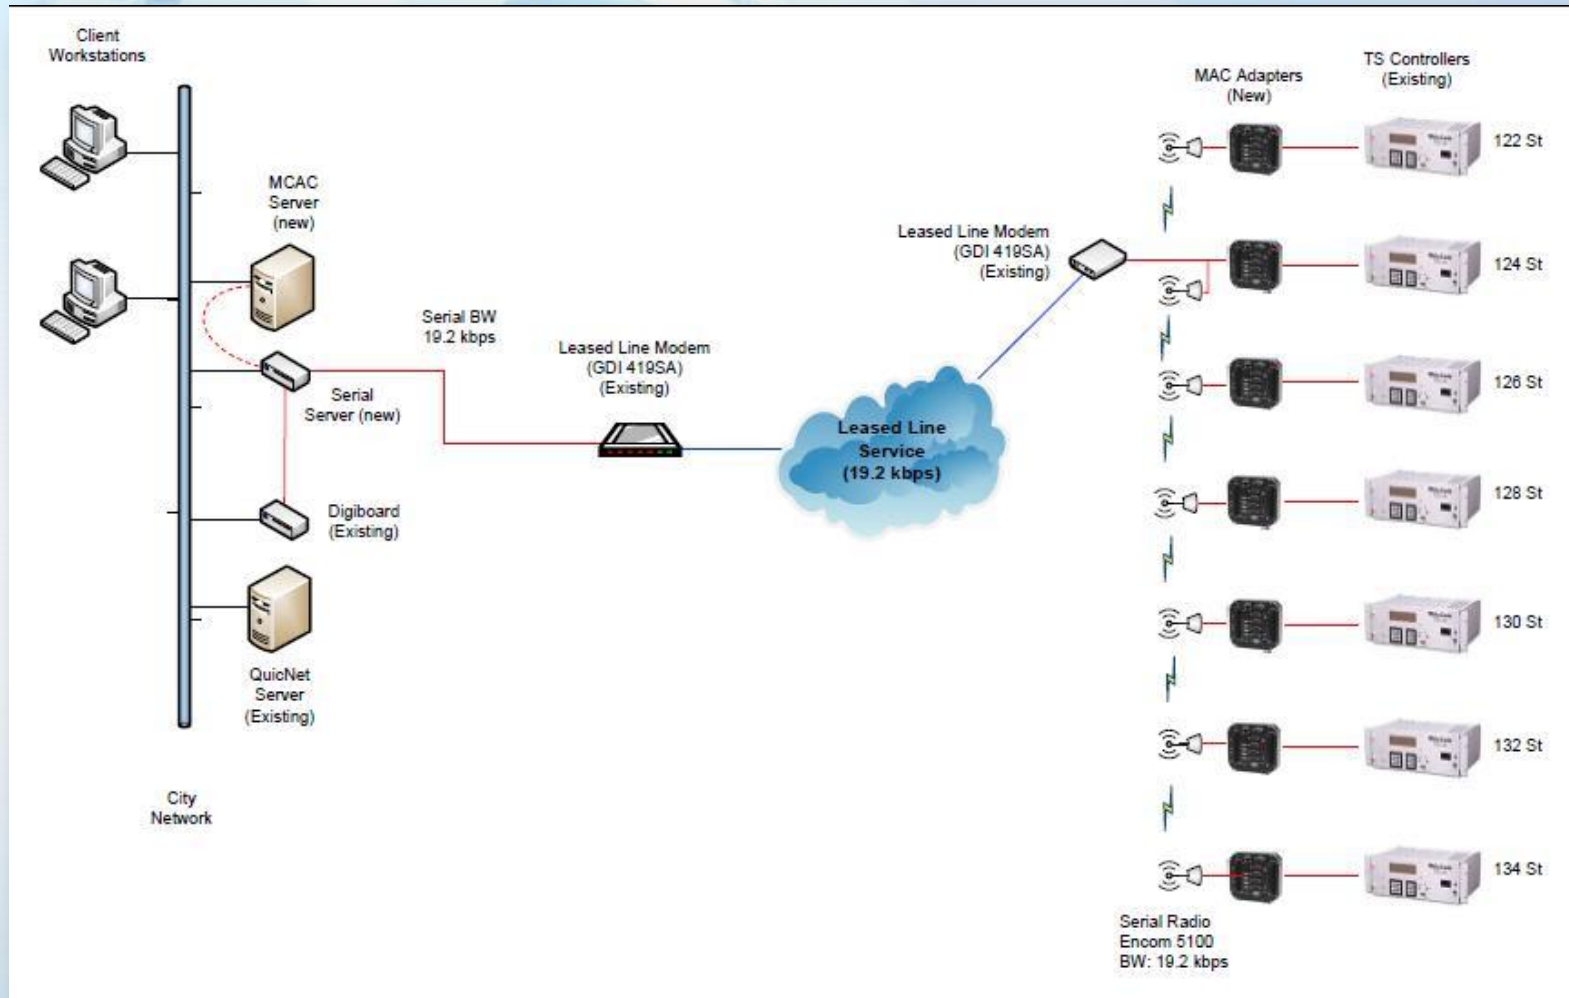 Client
Workstations
MCAC
Server
(new)
Serial BW
19.2 kbps
Serial
Server (new)
Digiboard
(Existing)
QuicNet
Server
(Existing)
City
Network
Leased Line Modem
(GDI 419SA)
(Existing)
Leased Line
Service
(19.2 kbps)
Leased Line Modem
(GDI 419SA)
(Existing)
MAC Adapters
(New)
TS Controllers
(Existing)
122 St
124 St
126 St
128 St
130 St
132 St
134 St
Serial Radio
Encom 5100
BW: 19.2 kbps